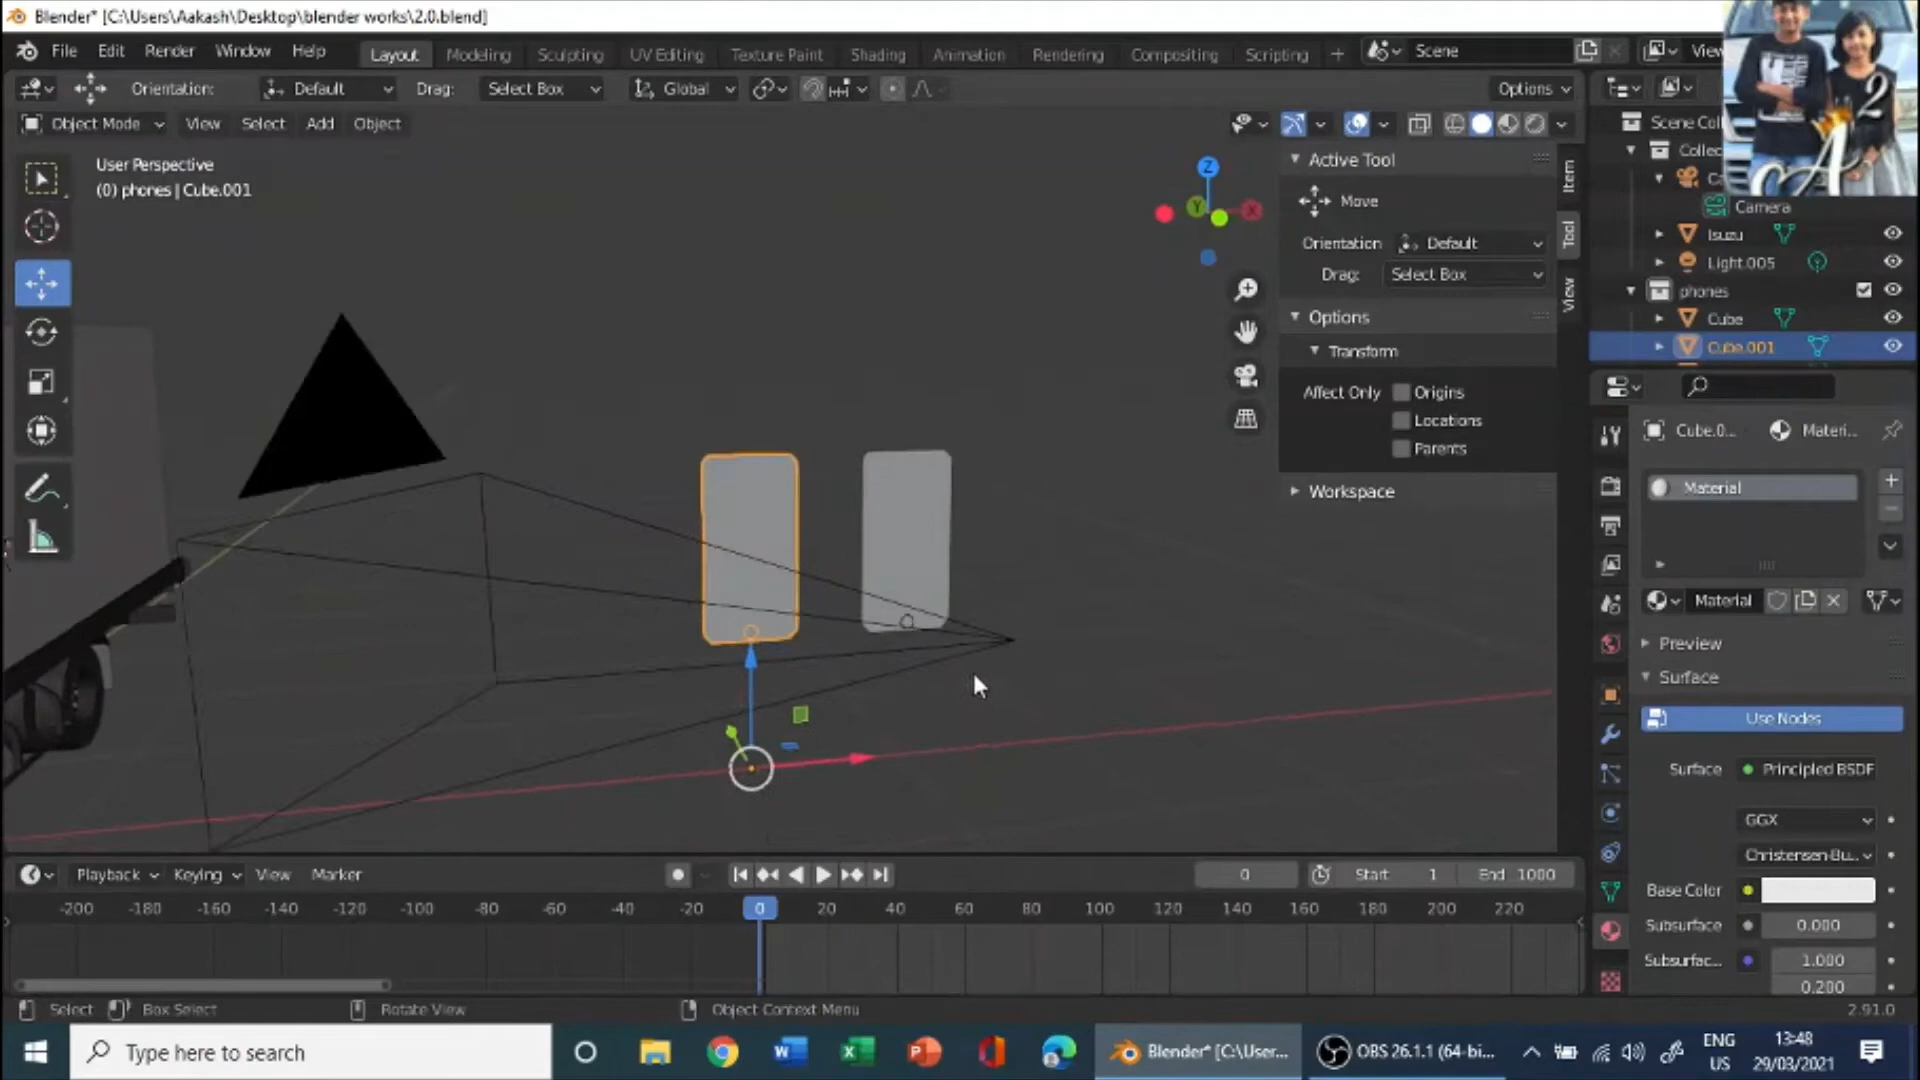 Blender* [C:\Users\Aakash\Desktop\blender works\2.0.blend]
File Edit Render Window Help Layout Modeling Sculpting UV Editing Texture Paint Shading Animation Rendering Compositing Scripting + Scene
Orientation: Default Drag: Select Box Global Options
Object Mode View Select Add Object
User Perspective
(0) phones | Cube.001
Z
Y
X
Active Tool
Move
Orientation Default
Drag: Select Box
Options
Transform
Affect Only Origins
Locations
Parents
Workspace
Item
Tool
View
Scene Col
Collec
Camera
Isuzu
Light.005
phones
Cube
Cube.001
2
A
Cube.0... Materi...
Material
Material
Preview
Surface
Use Nodes
Surface Principled BSDF
GGX
Christensen-Bu...
Base Color
Subsurface 0.000
Subsurfac... 1.000
0.200
Playback Keying View Marker 0 Start 1 End 1000
-200 -180 -160 -140 -120 -100 -80 -60 -40 -20 0 20 40 60 80 100 120 140 160 180 200 220
Select Box Select Rotate View Object Context Menu 2.91.0
Type here to search
Blender* [C:\User...
OBS 26.1.1 (64-bi...
ENG
US
13:48
29/03/2021